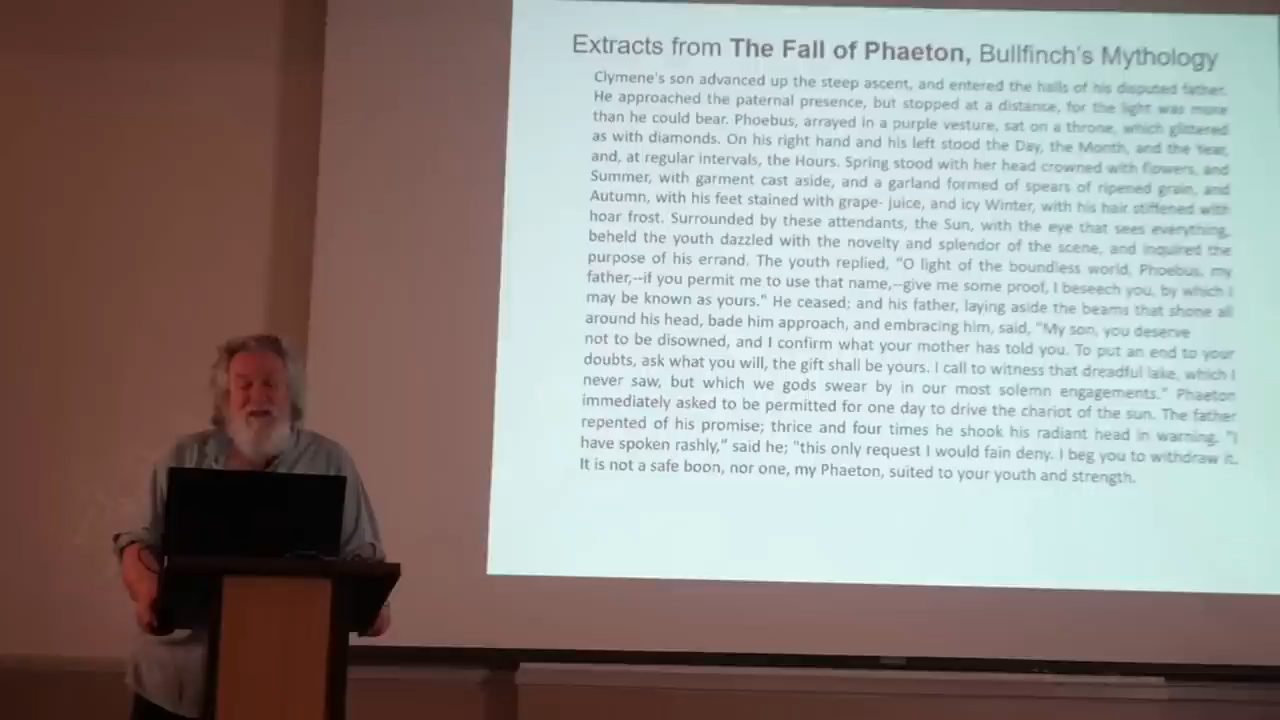 Extracts from The Fall of Phaeton, Bullfinch's Mythology
Clymene's son advanced up the steep ascent, and entered the halls of his disputed father.
He approached the paternal presence, but stopped at a distance, for the light was more
than he could bear. Phoebus, arrayed in a purple vesture, sat on a throne, which glittered
as with diamonds. On his right hand and his left stood the Day, the Month, and the Year,
and, at regular intervals, the Hours. Spring stood with her head crowned with flowers, and
Summer, with garment cast aside, and a garland formed of spears of ripened grain, and
Autumn, with his feet stained with grape- juice, and icy Winter, with his hair stiffened with
hoar frost. Surrounded by these attendants, the Sun, with the eye that sees everything,
beheld the youth dazzled with the novelty and splendor of the scene, and inquired the
purpose of his errand. The youth replied, "O light of the boundless world, Phoebus, my
father,--if you permit me to use that name,--give me some proof, I beseech you, by which I
may be known as yours." He ceased; and his father, laying aside the beams that shone all
around his head, bade him approach, and embracing him, said, "My son, you deserve
not to be disowned, and I confirm what your mother has told you. To put an end to your
doubts, ask what you will, the gift shall be yours. I call to witness that dreadful lake, which I
never saw, but which we gods swear by in our most solemn engagements." Phaeton
immediately asked to be permitted for one day to drive the chariot of the sun. The father
repented of his promise; thrice and four times he shook his radiant head in warning. "I
have spoken rashly," said he; "this only request I would fain deny. I beg you to withdraw it.
It is not a safe boon, nor one, my Phaeton, suited to your youth and strength.